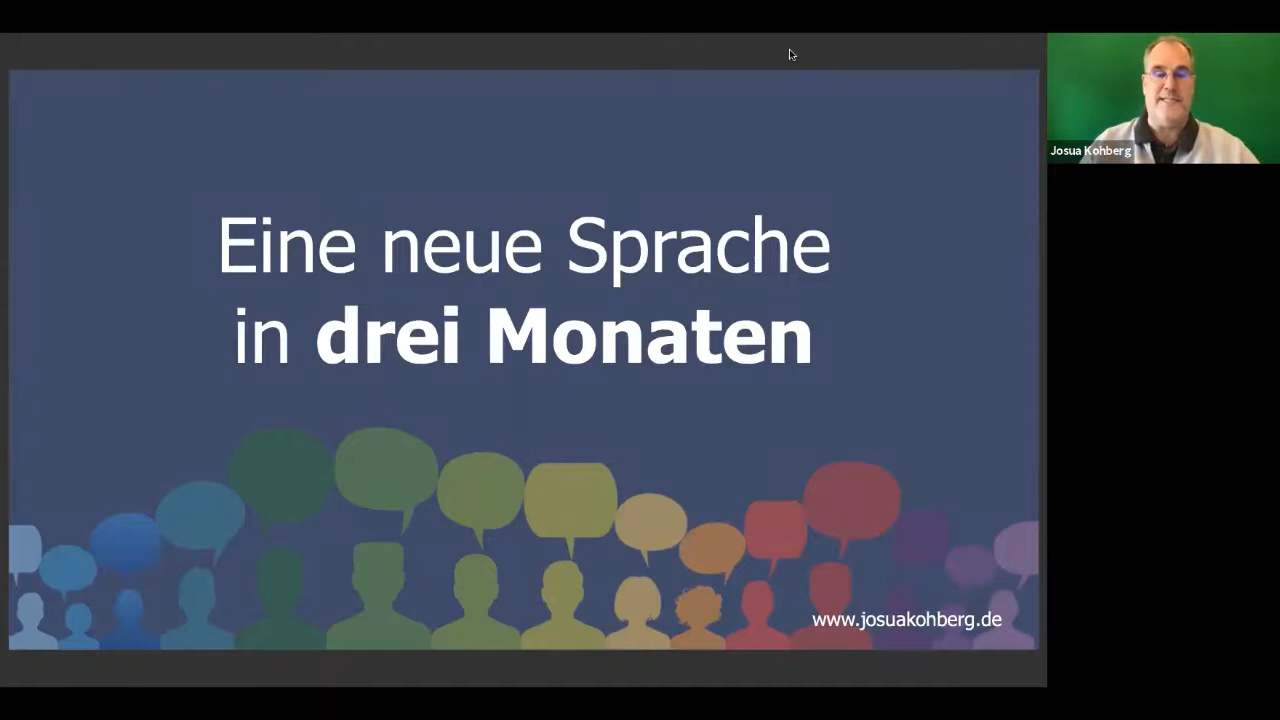 Eine neue Sprache
in drei Monaten
www.josuakohberg.de
Josua Kohberg